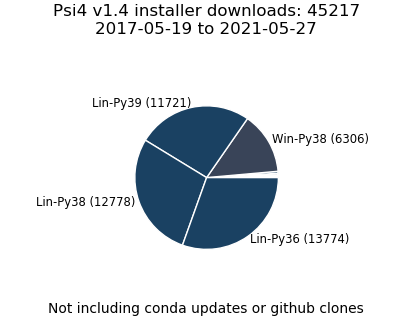 Psi4 v1.4 installer downloads: 45217
2017-05-19 to 2021-05-27
Lin-Py39 (11721)
Win-Py38 (6306)
Lin-Py38 (12778)
Lin-Py36 (13774)
Not including conda updates or github clones